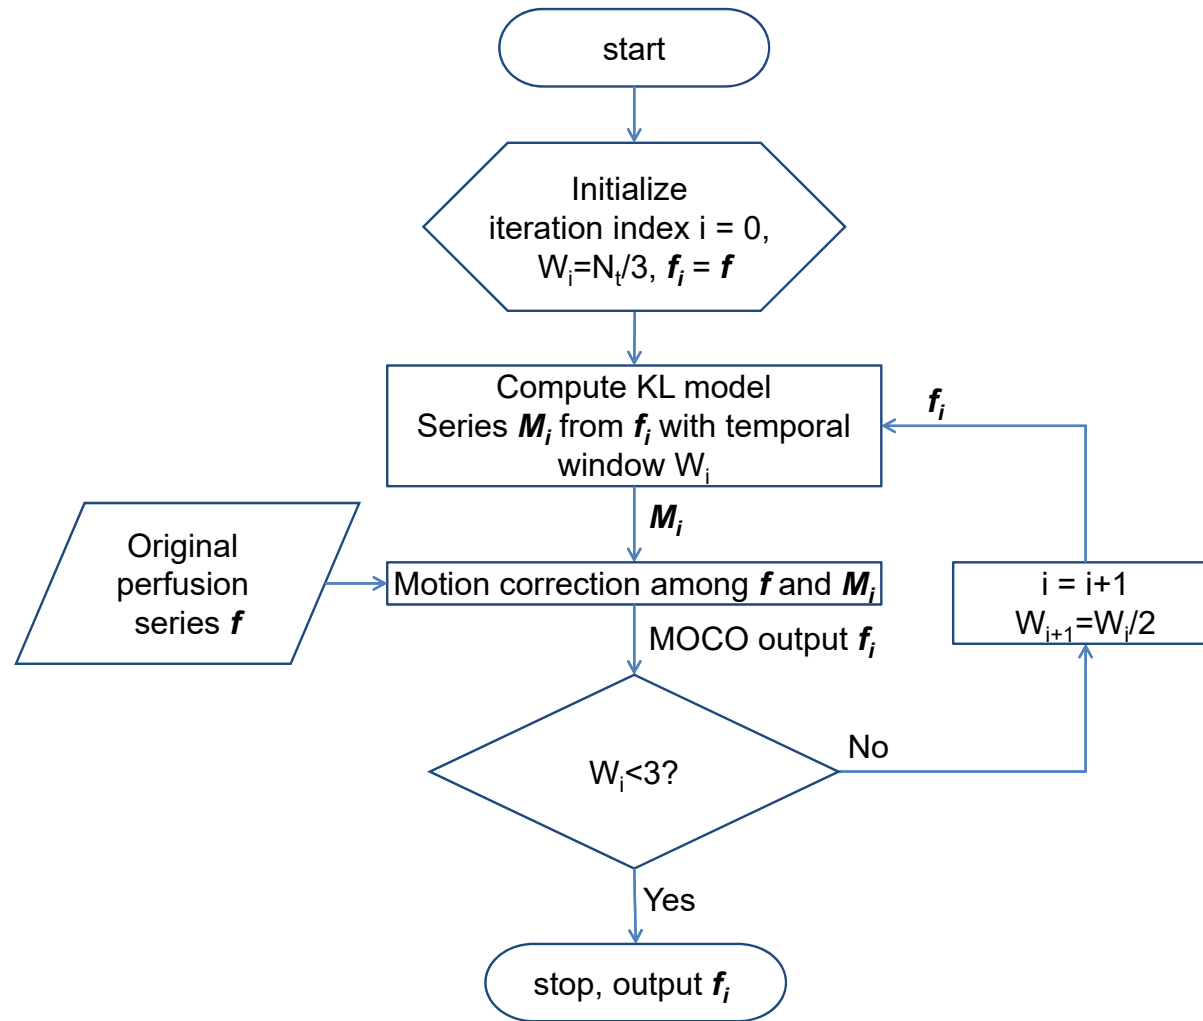 start
Initialize
iteration index i = 0,
Wᵢ=Nₜ/3, fᵢ = f
Compute KL model
Series Mᵢ from fᵢ with temporal
window Wᵢ
fᵢ
Mᵢ
Original
perfusion
series f
Motion correction among f and Mᵢ
i = i+1
Wᵢ₊₁=Wᵢ/2
MOCO output fᵢ
Wᵢ<3?
No
Yes
stop, output fᵢ